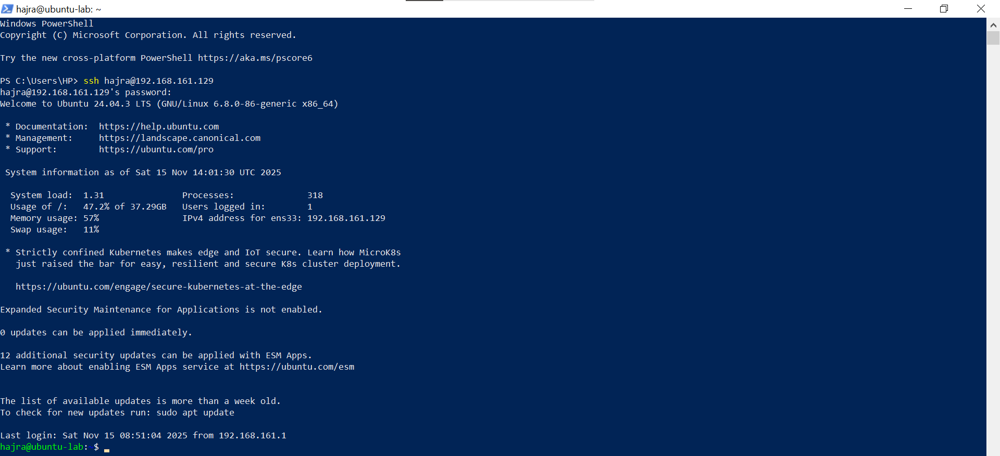 hajra@ubuntu-lab: ~
Windows PowerShell
Copyright (C) Microsoft Corporation. All rights reserved.
Try the new cross-platform PowerShell https://aka.ms/pscore6
PS C:\Users\HP> ssh hajra@192.168.161.129
hajra@192.168.161.129's password:
Welcome to Ubuntu 24.04.3 LTS (GNU/Linux 6.8.0-86-generic x86_64)
* Documentation:  https://help.ubuntu.com
* Management:     https://landscape.canonical.com
* Support:        https://ubuntu.com/pro
System information as of Sat 15 Nov 14:01:30 UTC 2025
System load:  1.31               Processes:              318
Usage of /:   47.2% of 37.29GB   Users logged in:        1
Memory usage: 57%                IPv4 address for ens33: 192.168.161.129
Swap usage:   11%
* Strictly confined Kubernetes makes edge and IoT secure. Learn how MicroK8s
just raised the bar for easy, resilient and secure K8s cluster deployment.
https://ubuntu.com/engage/secure-kubernetes-at-the-edge
Expanded Security Maintenance for Applications is not enabled.
0 updates can be applied immediately.
12 additional security updates can be applied with ESM Apps.
Learn more about enabling ESM Apps service at https://ubuntu.com/esm
The list of available updates is more than a week old.
To check for new updates run: sudo apt update
Last login: Sat Nov 15 08:51:04 2025 from 192.168.161.1
hajra@ubuntu-lab:~$